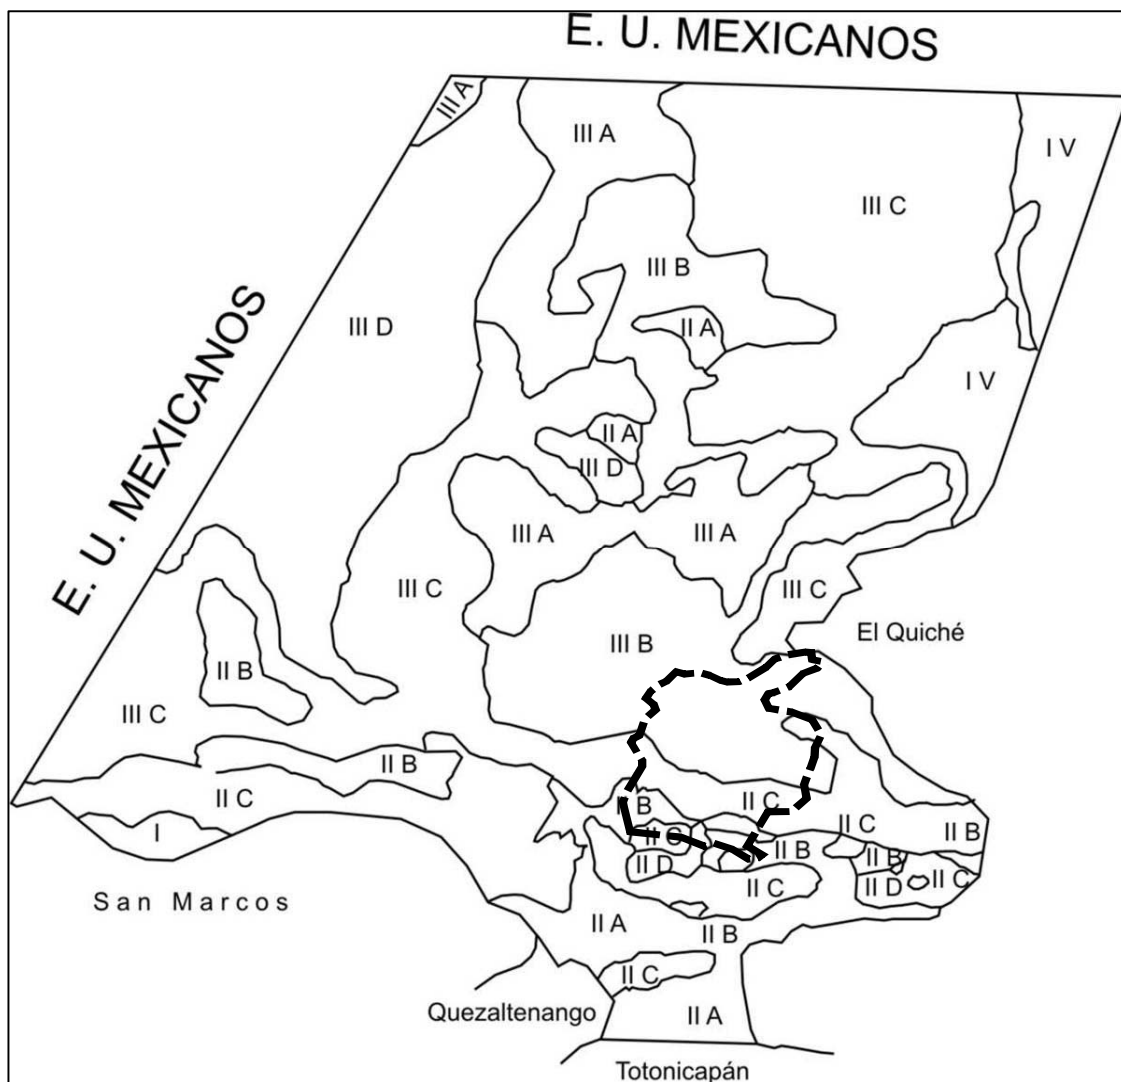 E. U. MEXICANOS
III A
III A
I V
III C
III B
E. U. MEXICANOS
III D
II A
I V
II A
III D
III A
III A
III C
III C
El Quiché
III B
II B
III C
II B
II C
II C
I
II C
II B
II C
II B
II B
II D
II C
II D
II C
San Marcos
II A
II B
II C
Quezaltenango
II A
Totonicapán